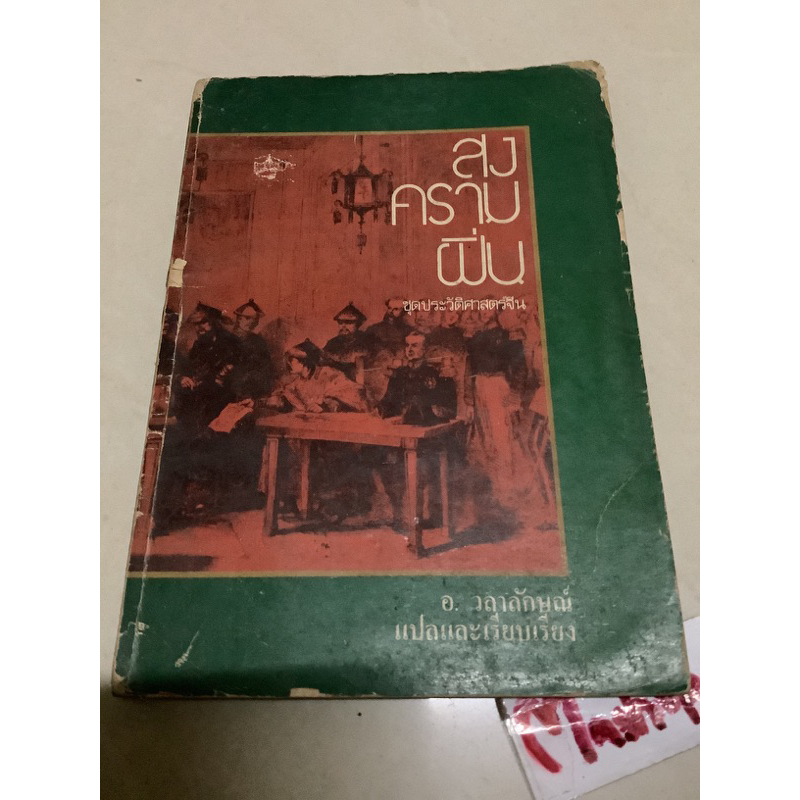 สง
คราม
ฝิ่น
ชุดประวัติศาสตร์จีน
อ. วลาลักษณ์
แปลและเรียบเรียง